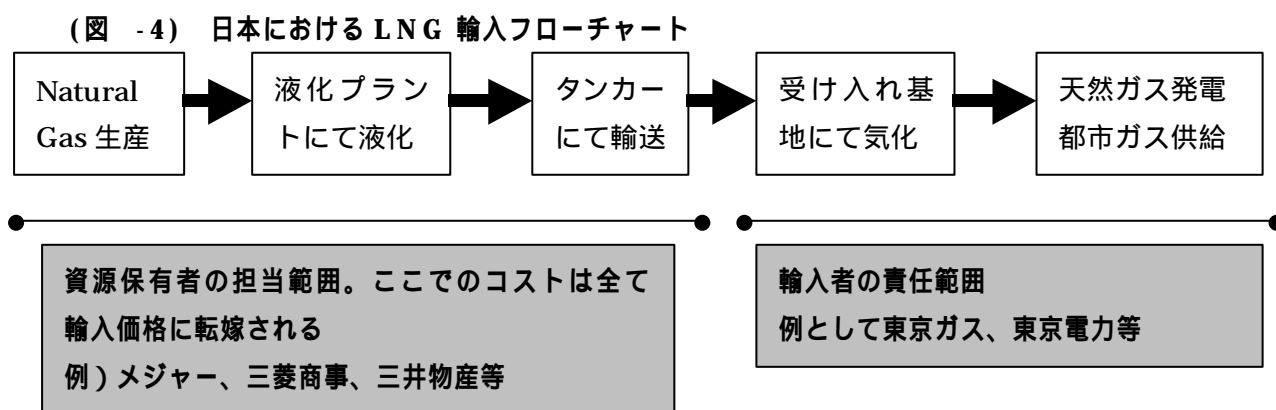 (図 -4) 日本におけるLNG輸入フローチャート
Natural
Gas 生産
液化プラン
トにて液化
タンカー
にて輸送
受け入れ基
地にて気化
天然ガス発電
都市ガス供給
資源保有者の担当範囲。ここでのコストは全て
輸入価格に転嫁される
例）メジャー、三菱商事、三井物産等
輸入者の責任範囲
例として東京ガス、東京電力等